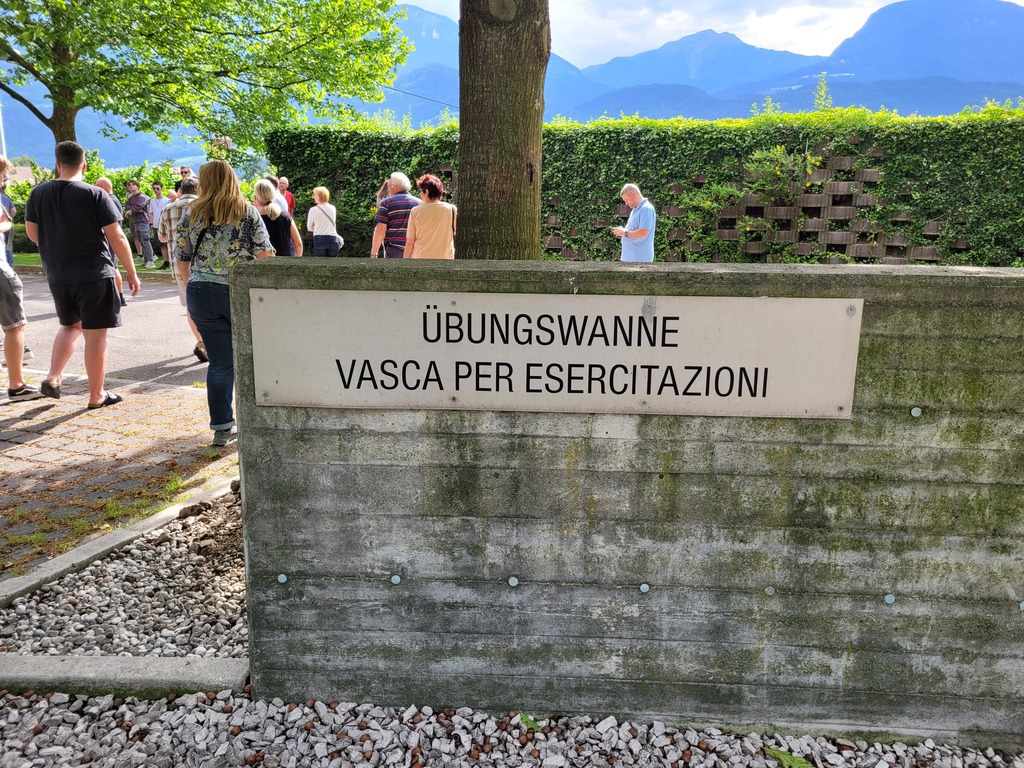 ÜBUNGSWANNE
VASCA PER ESERCITAZIONI